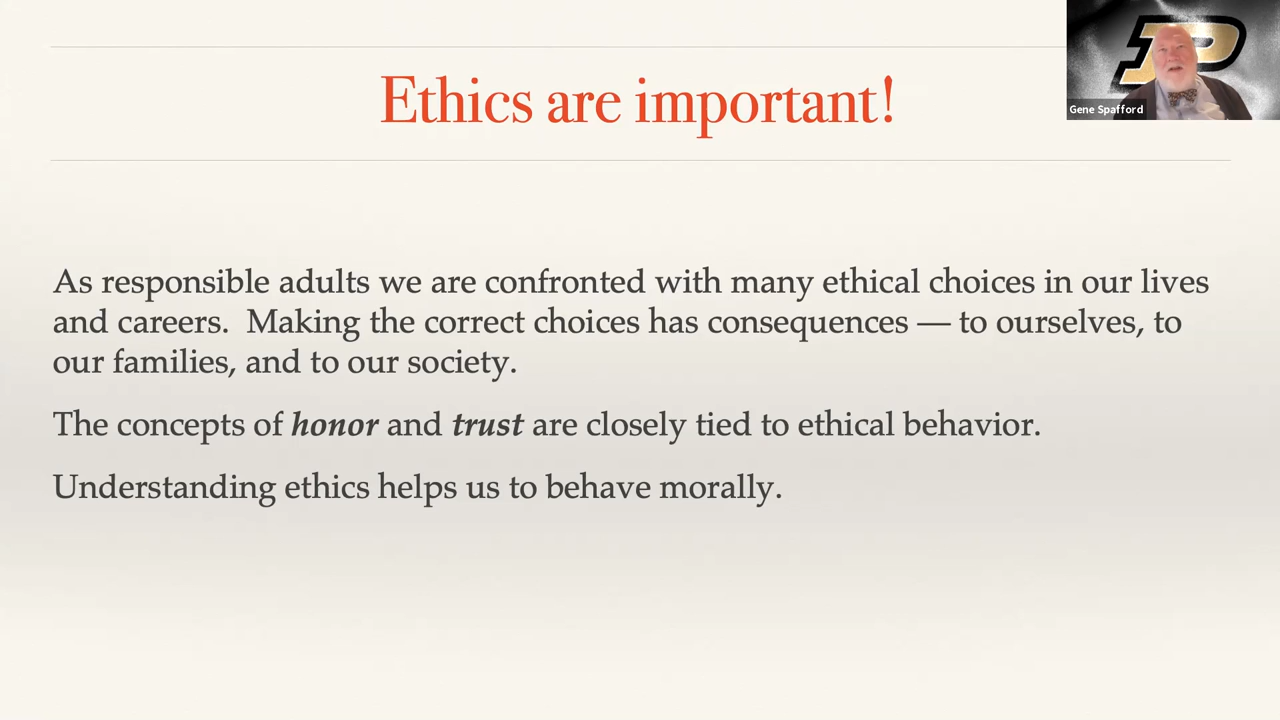 Ethics are important!
Gene Spafford
As responsible adults we are confronted with many ethical choices in our lives
and careers.  Making the correct choices has consequences — to ourselves, to
our families, and to our society.
The concepts of honor and trust are closely tied to ethical behavior.
Understanding ethics helps us to behave morally.